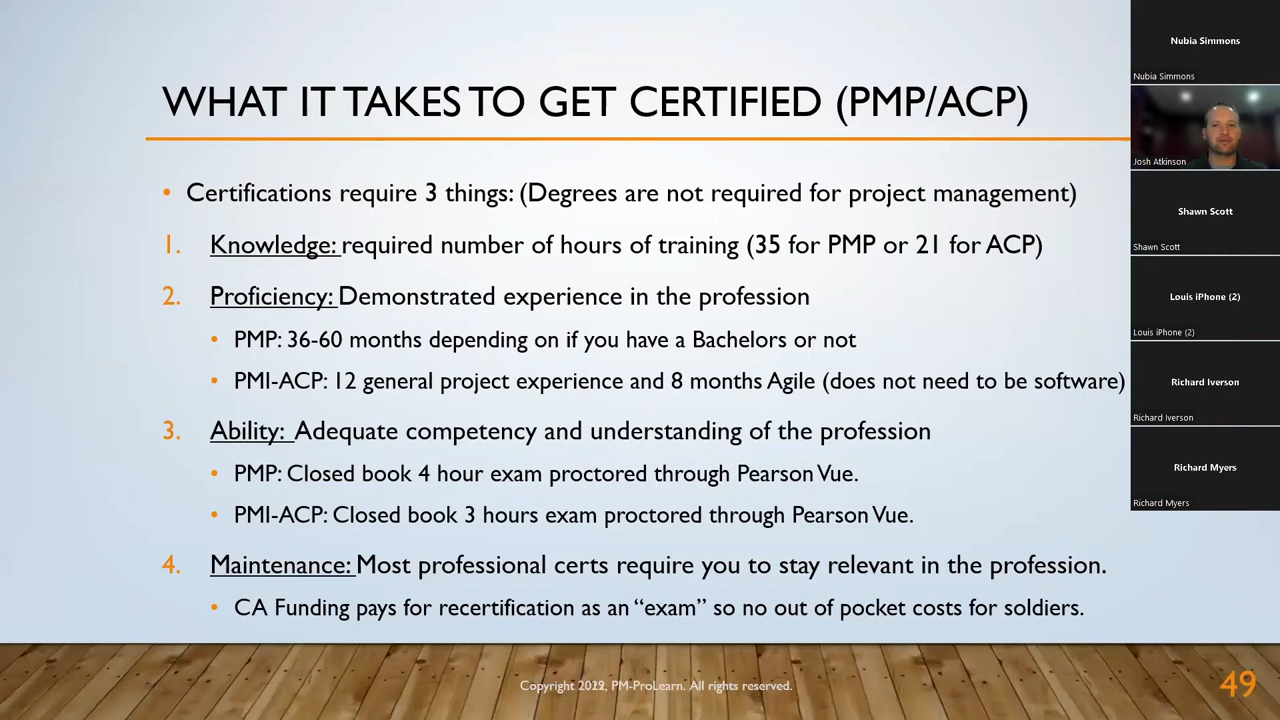 WHAT IT TAKES TO GET CERTIFIED (PMP/ACP)
• Certifications require 3 things: (Degrees are not required for project management)
1. Knowledge: required number of hours of training (35 for PMP or 21 for ACP)
2. Proficiency: Demonstrated experience in the profession
• PMP: 36-60 months depending on if you have a Bachelors or not
• PMI-ACP: 12 general project experience and 8 months Agile (does not need to be software)
3. Ability: Adequate competency and understanding of the profession
• PMP: Closed book 4 hour exam proctored through Pearson Vue.
• PMI-ACP: Closed book 3 hours exam proctored through Pearson Vue.
4. Maintenance: Most professional certs require you to stay relevant in the profession.
• CA Funding pays for recertification as an “exam” so no out of pocket costs for soldiers.
Copyright PM-ProLearn. All rights reserved.
49
Nubia Simmons
Nubia Simmons
Josh Atkinson
Shawn Scott
Shawn Scott
Louis iPhone (2)
Louis iPhone (2)
Richard Iverson
Richard Iverson
Richard Myers
Richard Myers